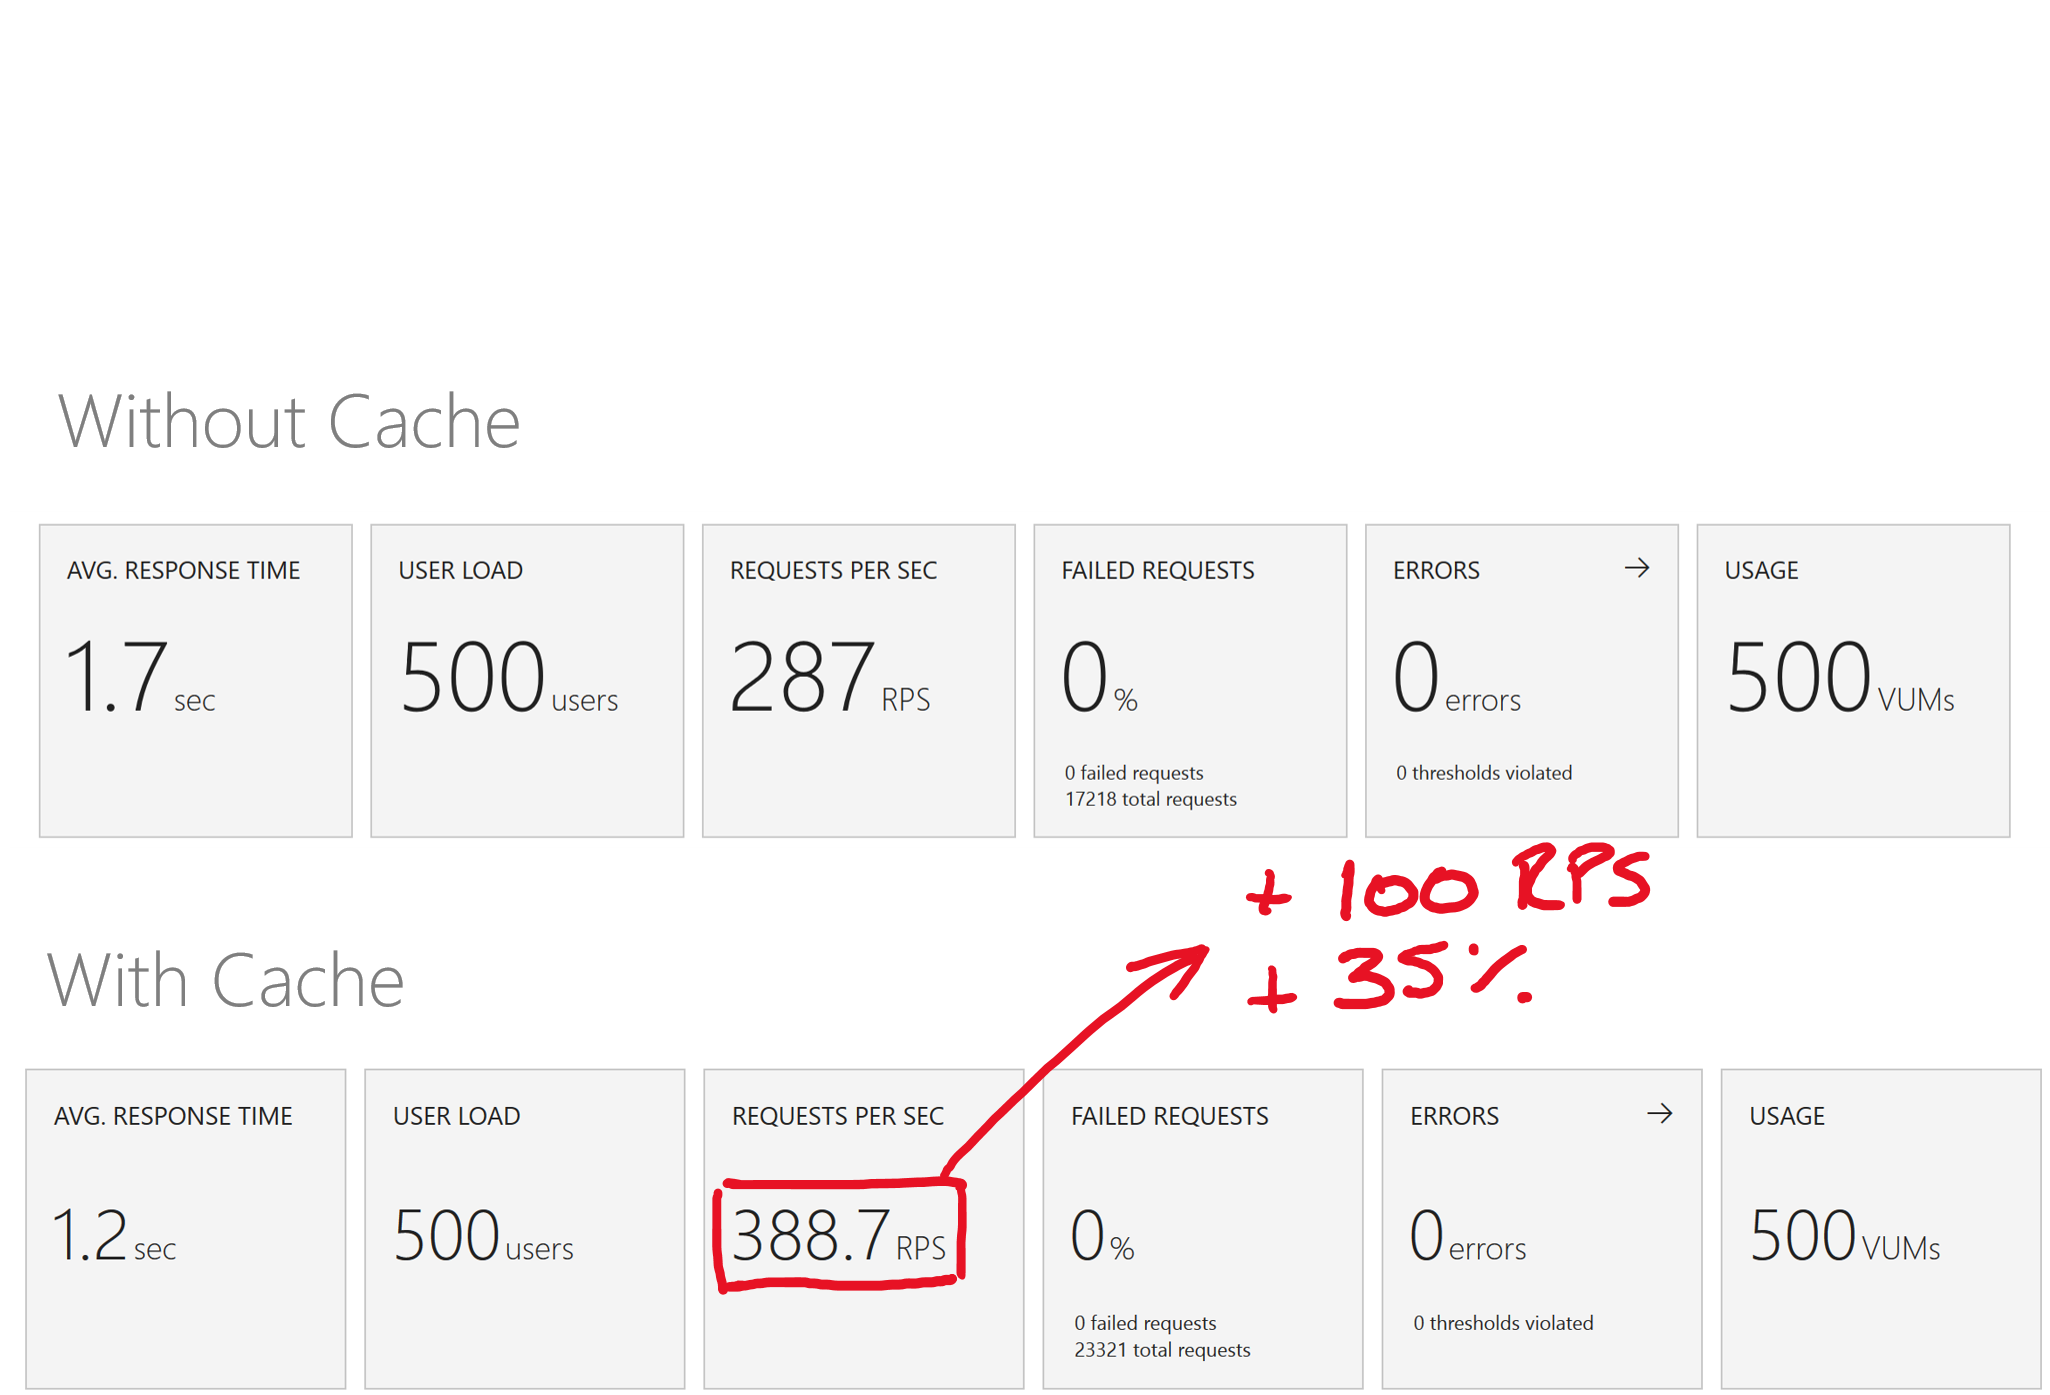 Without Cache
AVG. RESPONSE TIME
1.7 sec
USER LOAD
500 users
REQUESTS PER SEC
287 RPS
FAILED REQUESTS
0 %
0 failed requests
17218 total requests
ERRORS →
0 errors
0 thresholds violated
USAGE
500 VUMs
+ 100 RPS
+ 35%
With Cache
AVG. RESPONSE TIME
1.2 sec
USER LOAD
500 users
REQUESTS PER SEC
388.7 RPS
FAILED REQUESTS
0 %
0 failed requests
23321 total requests
ERRORS →
0 errors
0 thresholds violated
USAGE
500 VUMs